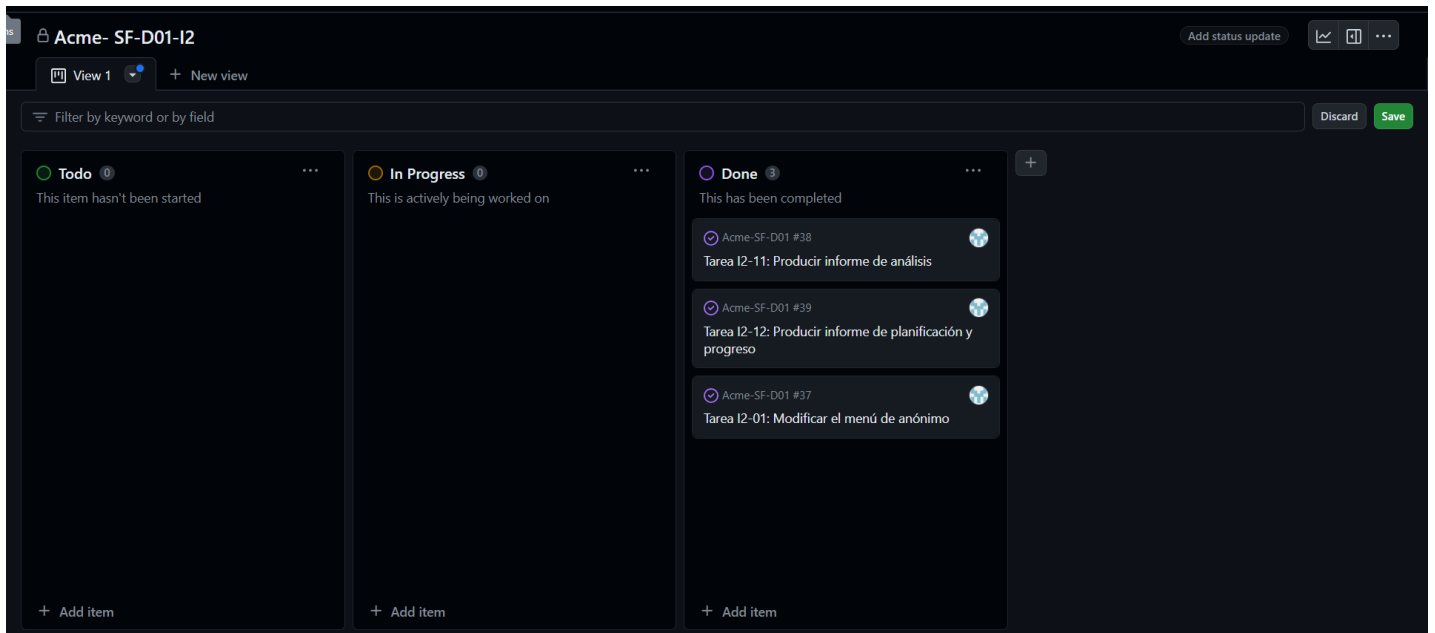 Acme- SF-D01-I2
Add status update
View 1
New view
Filter by keyword or by field
Discard
Save
Todo 0
This item hasn't been started
Add item
In Progress 0
This is actively being worked on
Add item
Done 3
This has been completed
Acme-SF-D01 #38
Tarea I2-11: Producir informe de análisis
Acme-SF-D01 #39
Tarea I2-12: Producir informe de planificación y
progreso
Acme-SF-D01 #37
Tarea I2-01: Modificar el menú de anónimo
Add item